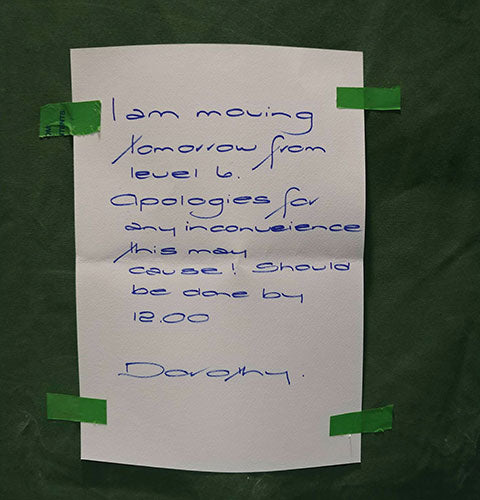 I am moving
tomorrow from
level 6.
Apologies for
any inconveience
this may
cause! Should
be done by
12.00
Dorothy.